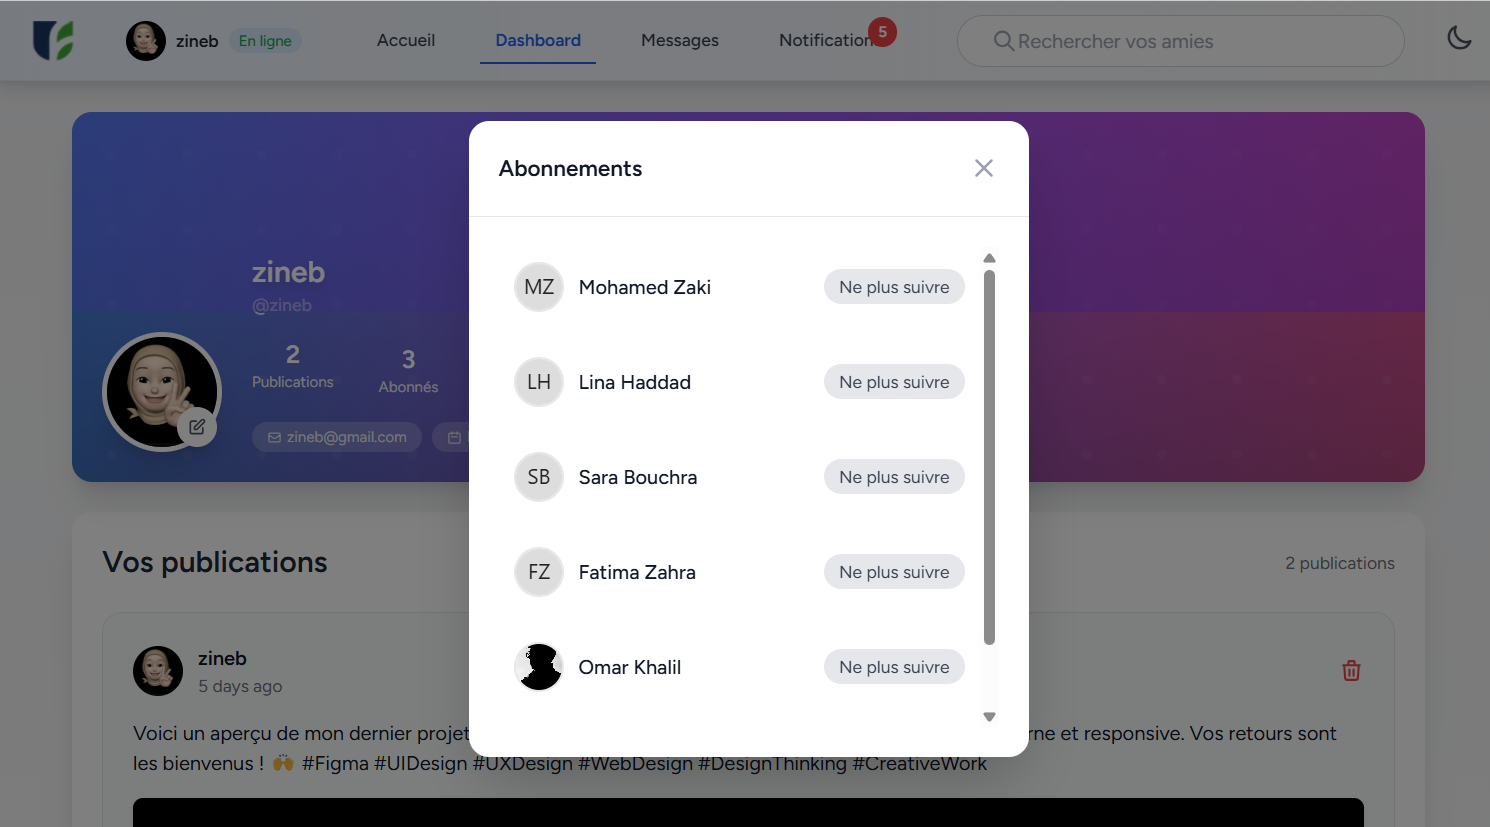 zineb
En ligne
Accueil
Dashboard
Messages
Notification
5
Rechercher vos amies
Abonnements
zineb
@zineb
2
Publications
3
Abonnés
zineb@gmail.com
MZ
Mohamed Zaki
Ne plus suivre
LH
Lina Haddad
Ne plus suivre
SB
Sara Bouchra
Ne plus suivre
FZ
Fatima Zahra
Ne plus suivre
Omar Khalil
Ne plus suivre
Vos publications
2 publications
zineb
5 days ago
Voici un aperçu de mon dernier projet rne et responsive. Vos retours sont
les bienvenus ! 🙌 #Figma #UIDesign #UXDesign #WebDesign #DesignThinking #CreativeWork